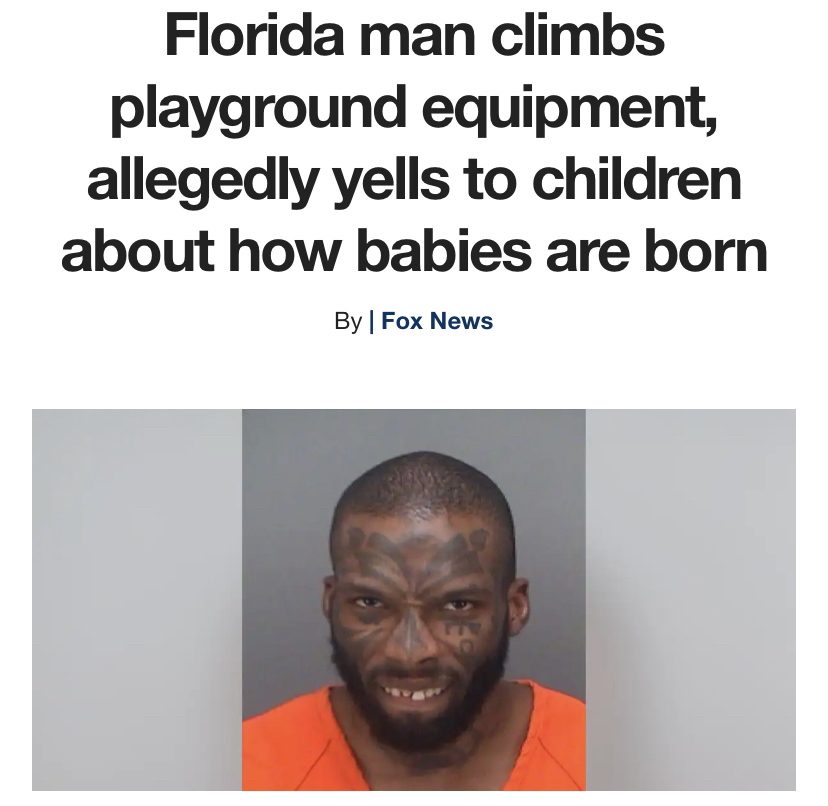 Florida man climbs
playground equipment,
allegedly yells to children
about how babies are born
By | Fox News